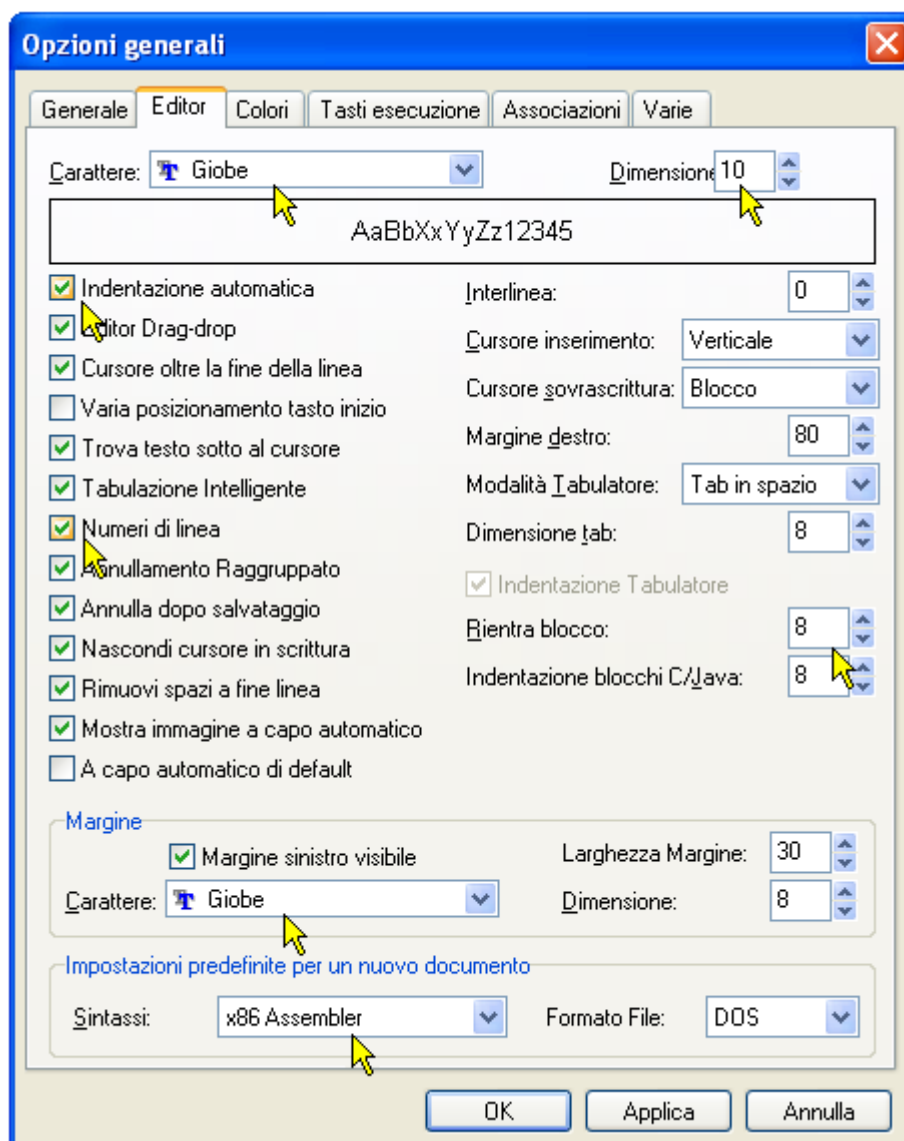 Opzioni generali
Generale Editor Colori Tasti esecuzione Associazioni Varie
Carattere: Giobe Dimensione 10
AaBbXxYyZz12345
Indentazione automatica
Editor Drag-drop
Cursore oltre la fine della linea
Varia posizionamento tasto inizio
Trova testo sotto al cursore
Tabulazione Intelligente
Numeri di linea
Annullamento Raggruppato
Annulla dopo salvataggio
Nascondi cursore in scrittura
Rimuovi spazi a fine linea
Mostra immagine a capo automatico
A capo automatico di default
Interlinea: 0
Cursore inserimento: Verticale
Cursore sovrascrittura: Blocco
Margine destro: 80
Modalità Tabulatore: Tab in spazio
Dimensione tab: 8
Indentazione Tabulatore
Rientra blocco: 8
Indentazione blocchi C/Java: 8
Margine
Margine sinistro visibile Larghezza Margine: 30
Carattere: Giobe Dimensione: 8
Impostazioni predefinite per un nuovo documento
Sintassi: x86 Assembler Formato File: DOS
OK Applica Annulla